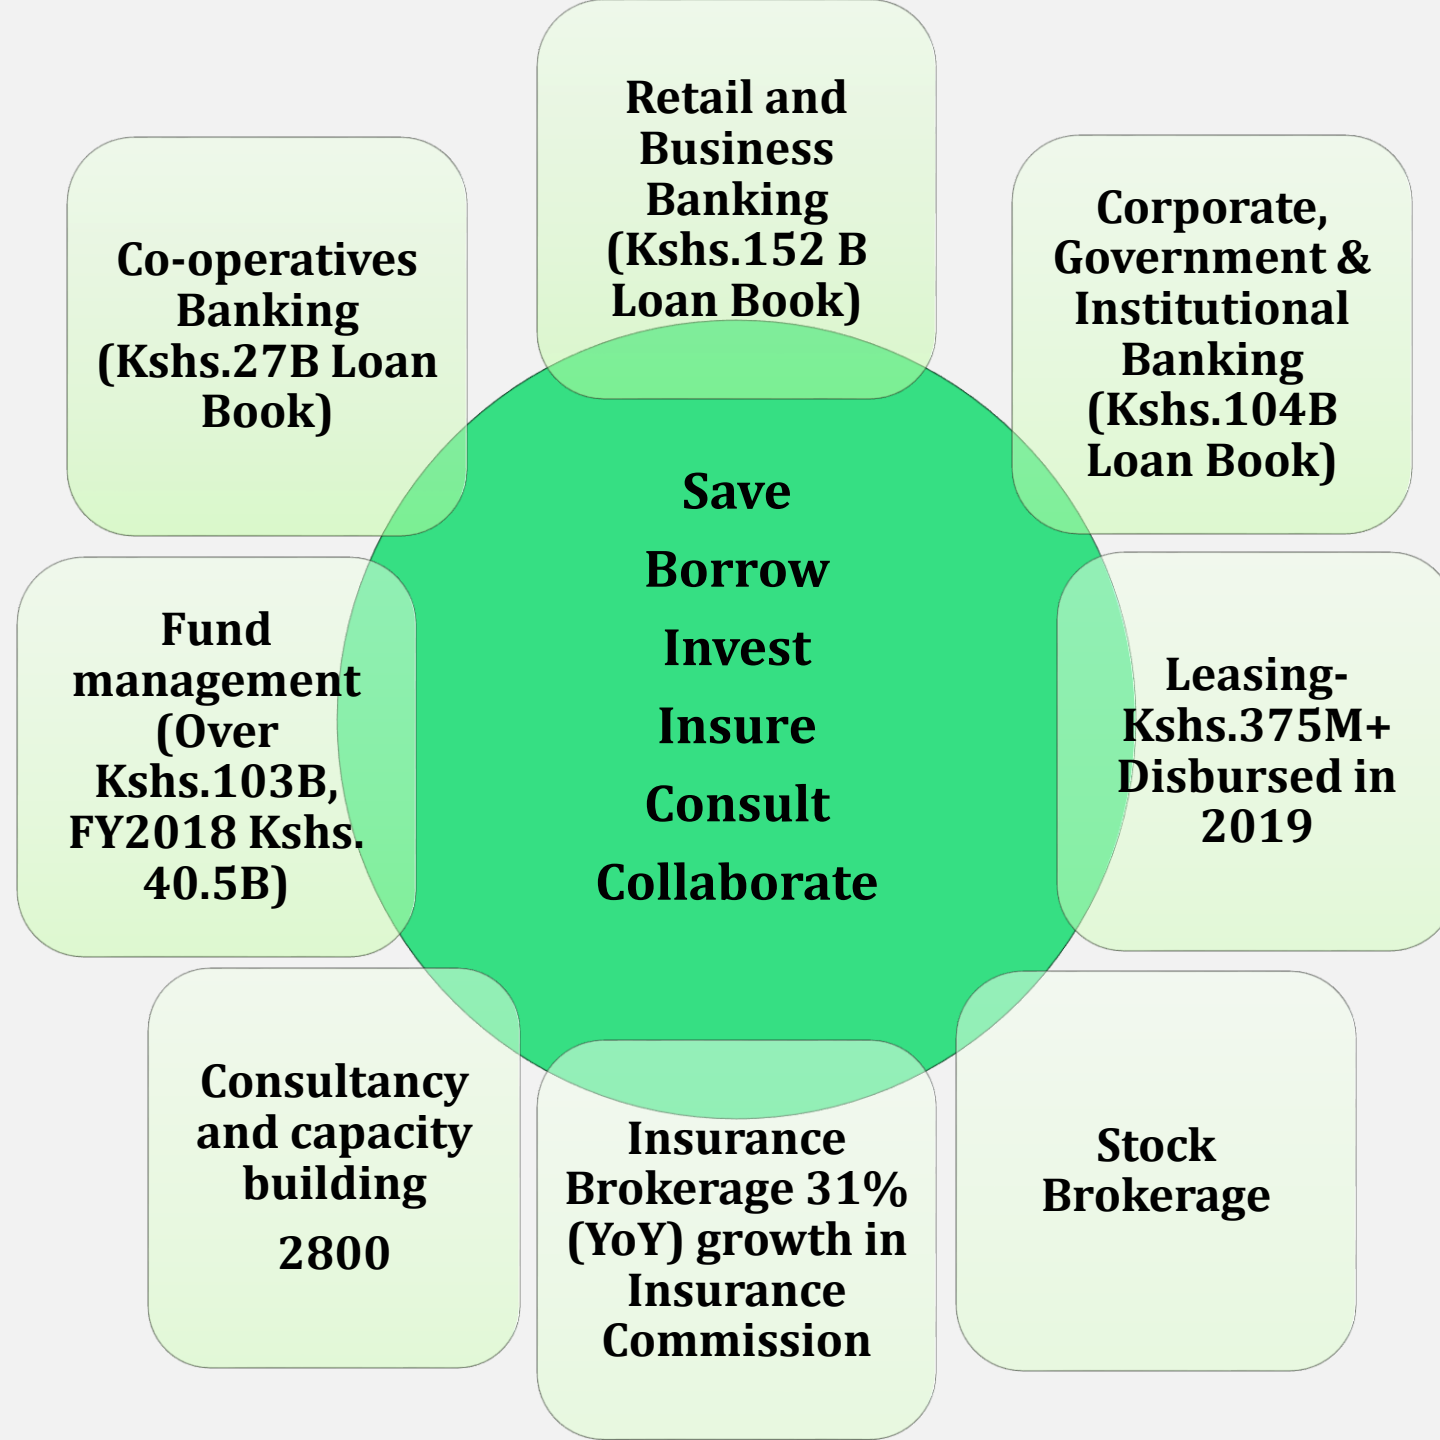 Retail and
Business
Banking
(Kshs.152 B
Loan Book)
Corporate,
Government &
Institutional
Banking
(Kshs.104B
Loan Book)
Leasing-
Kshs.375M+
Disbursed in
2019
Stock
Brokerage
Insurance
Brokerage 31%
(YoY) growth in
Insurance
Commission
Consultancy
and capacity
building
2800
Fund
management
(Over
Kshs.103B,
FY2018 Kshs.
40.5B)
Co-operatives
Banking
(Kshs.27B Loan
Book)
Save
Borrow
Invest
Insure
Consult
Collaborate